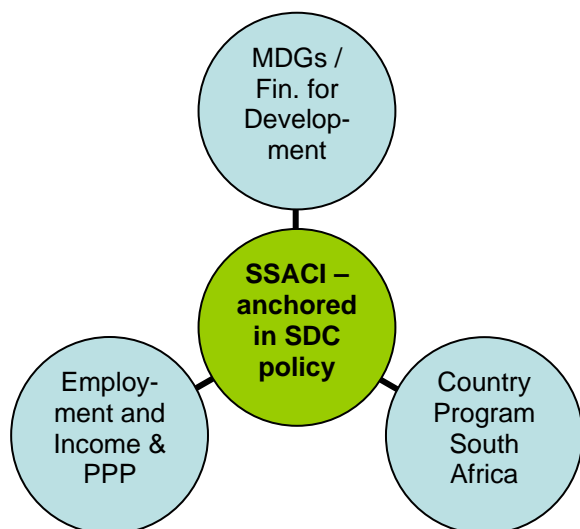 MDGs /
Fin. for
Develop-
ment
SSACI –
anchored
in SDC
policy
Employ-
ment and
Income &
PPP
Country
Program
South
Africa